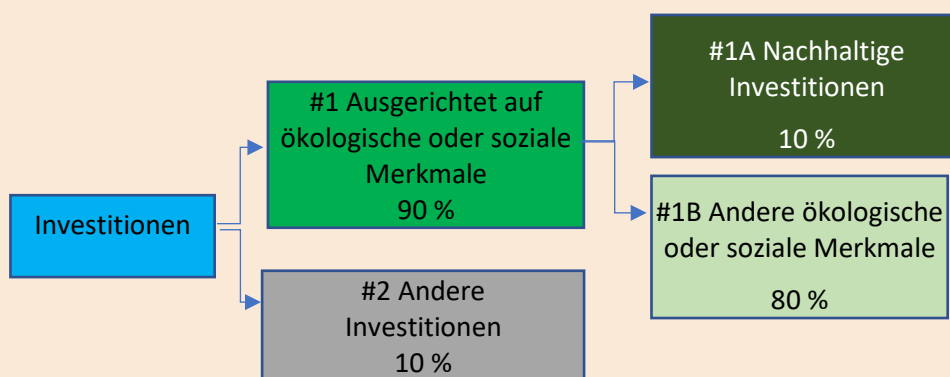 Investitionen
#1 Ausgerichtet auf
ökologische oder soziale
Merkmale
90 %
#2 Andere
Investitionen
10 %
#1A Nachhaltige
Investitionen
10 %
#1B Andere ökologische
oder soziale Merkmale
80 %